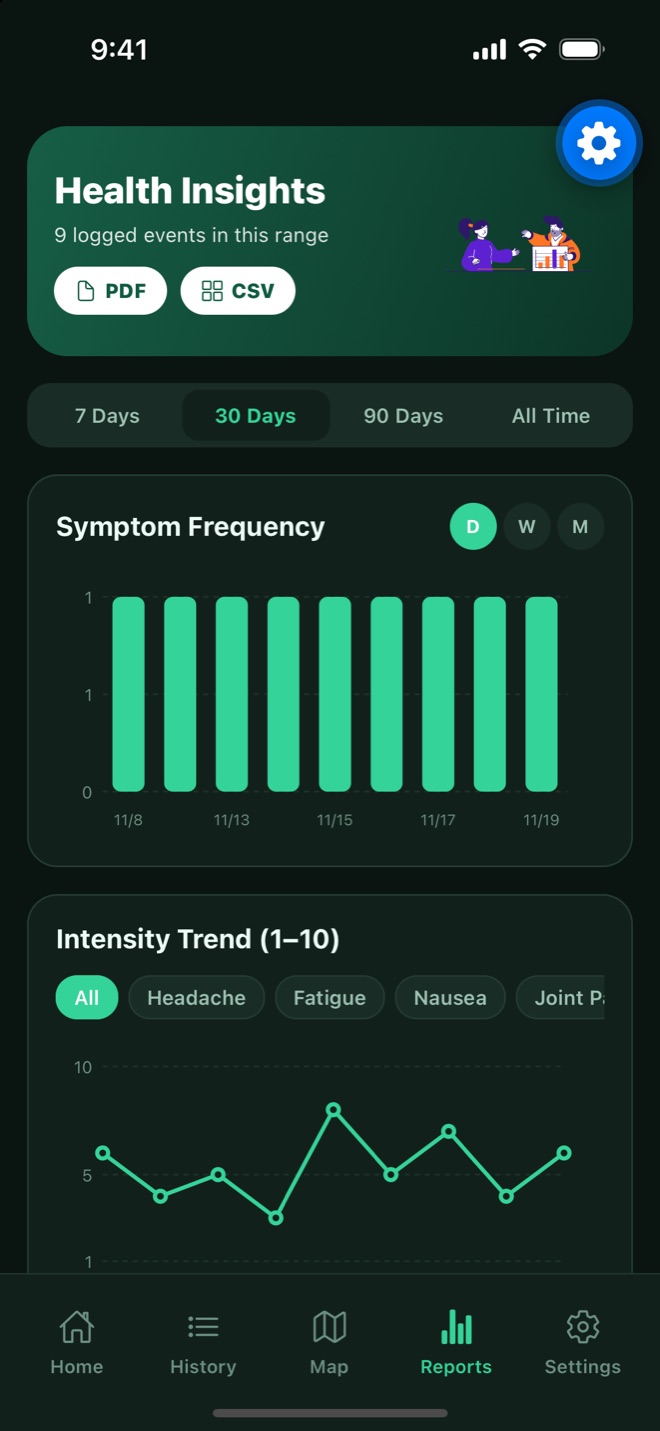 9:41
Health Insights
9 logged events in this range
PDF CSV
7 Days 30 Days 90 Days All Time
Symptom Frequency D W M
1
1
0
11/8 11/13 11/15 11/17 11/19
Intensity Trend (1–10)
All Headache Fatigue Nausea Joint Pa
10
5
1
Home History Map Reports Settings